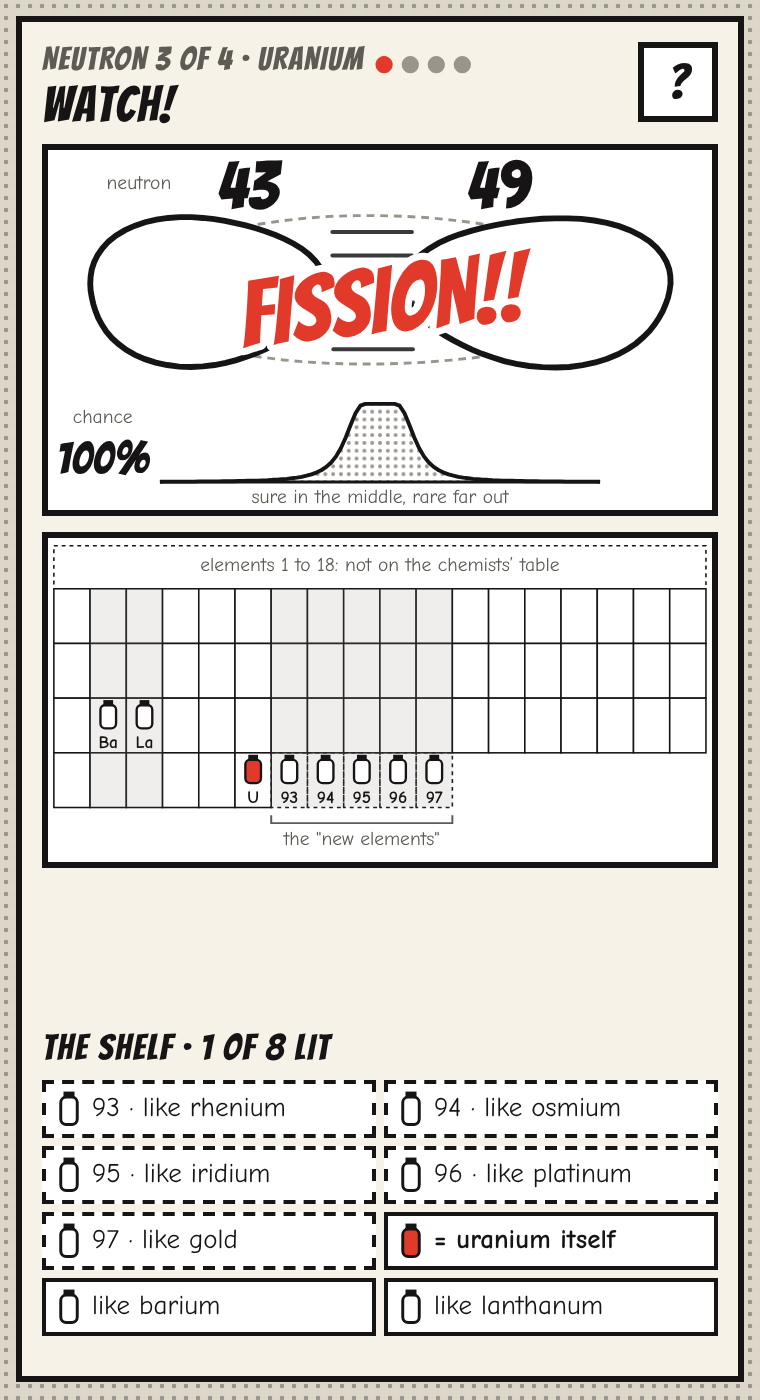 NEUTRON 3 OF 4 · URANIUM
WATCH!
?
neutron
43
49
FISSION!!
chance
100%
sure in the middle, rare far out
elements 1 to 18: not on the chemists' table
Ba La
U 93 94 95 96 97
the "new elements"
THE SHELF · 1 OF 8 LIT
93 · like rhenium
94 · like osmium
95 · like iridium
96 · like platinum
97 · like gold
= uranium itself
like barium
like lanthanum